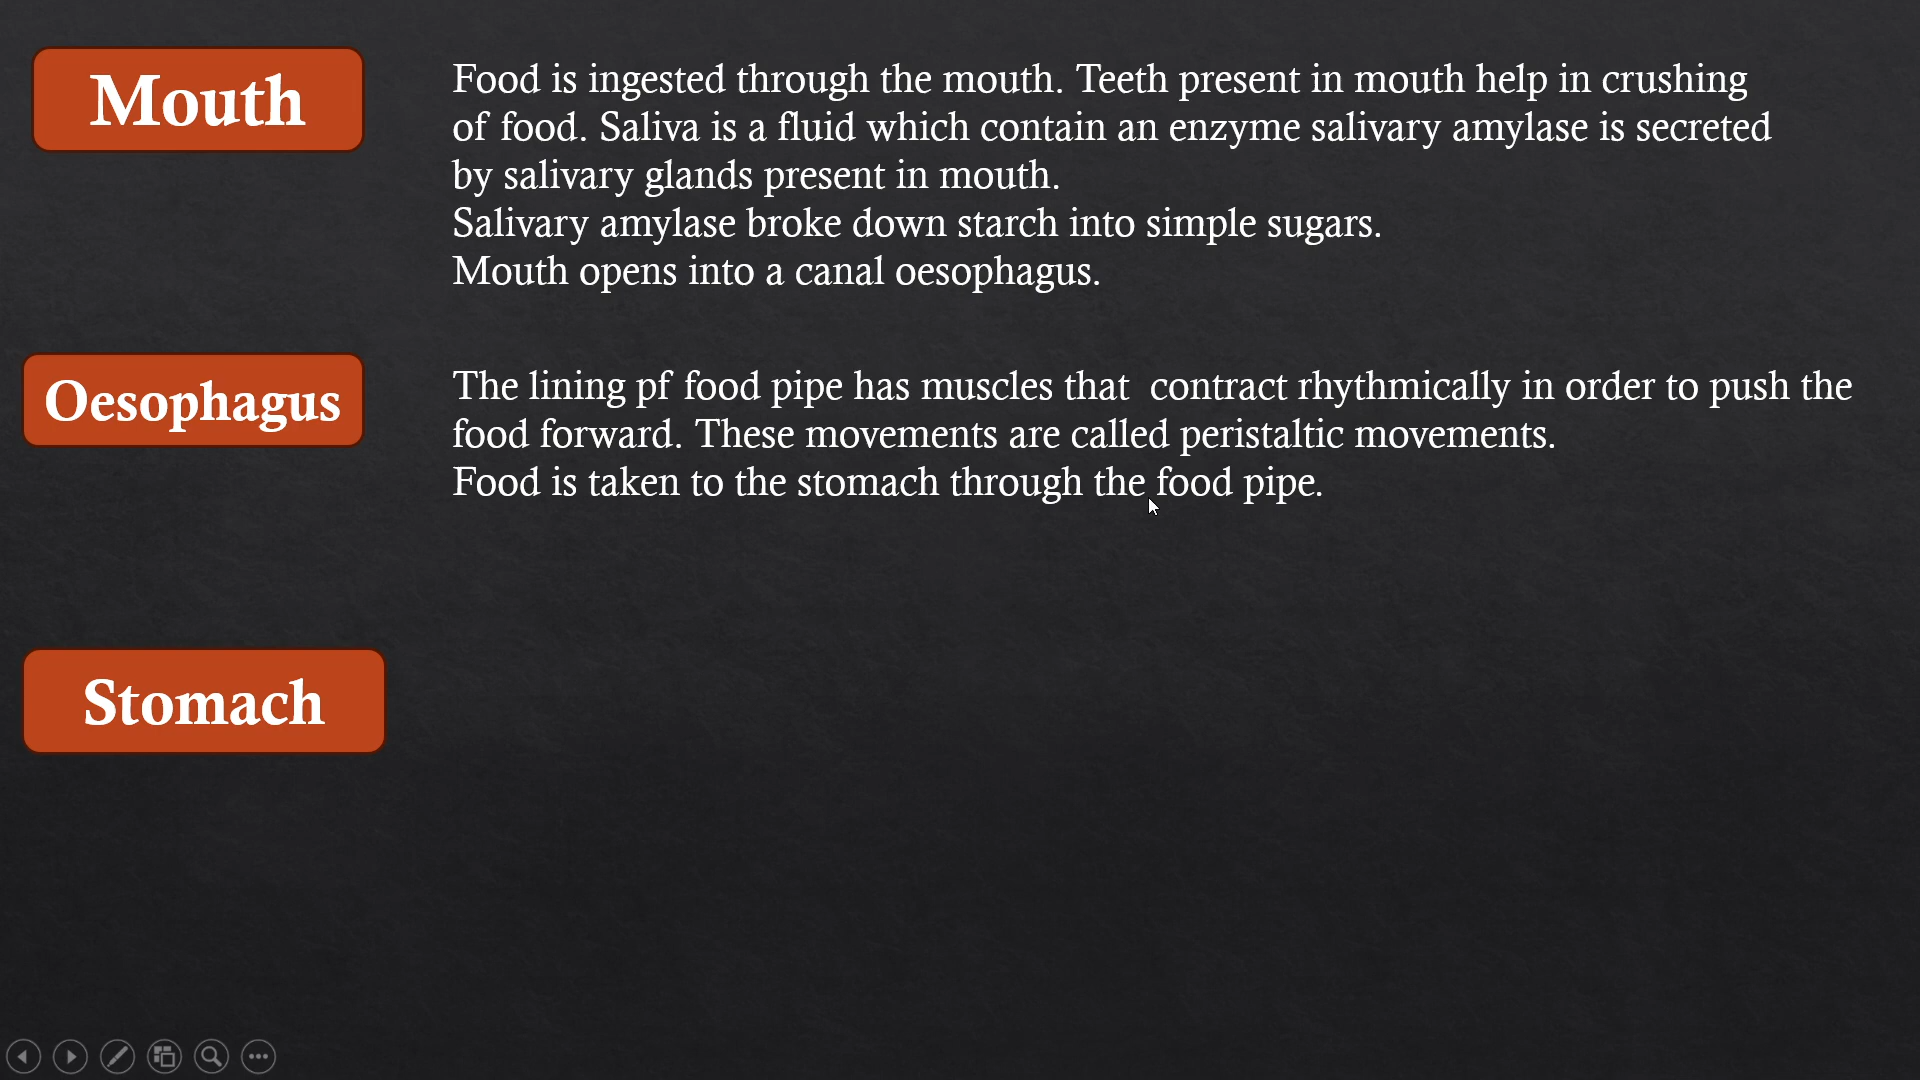 Mouth
Food is ingested through the mouth. Teeth present in mouth help in crushing
of food. Saliva is a fluid which contain an enzyme salivary amylase is secreted
by salivary glands present in mouth.
Salivary amylase broke down starch into simple sugars.
Mouth opens into a canal oesophagus.
Oesophagus
The lining pf food pipe has muscles that  contract rhythmically in order to push the
food forward. These movements are called peristaltic movements.
Food is taken to the stomach through the food pipe.
Stomach